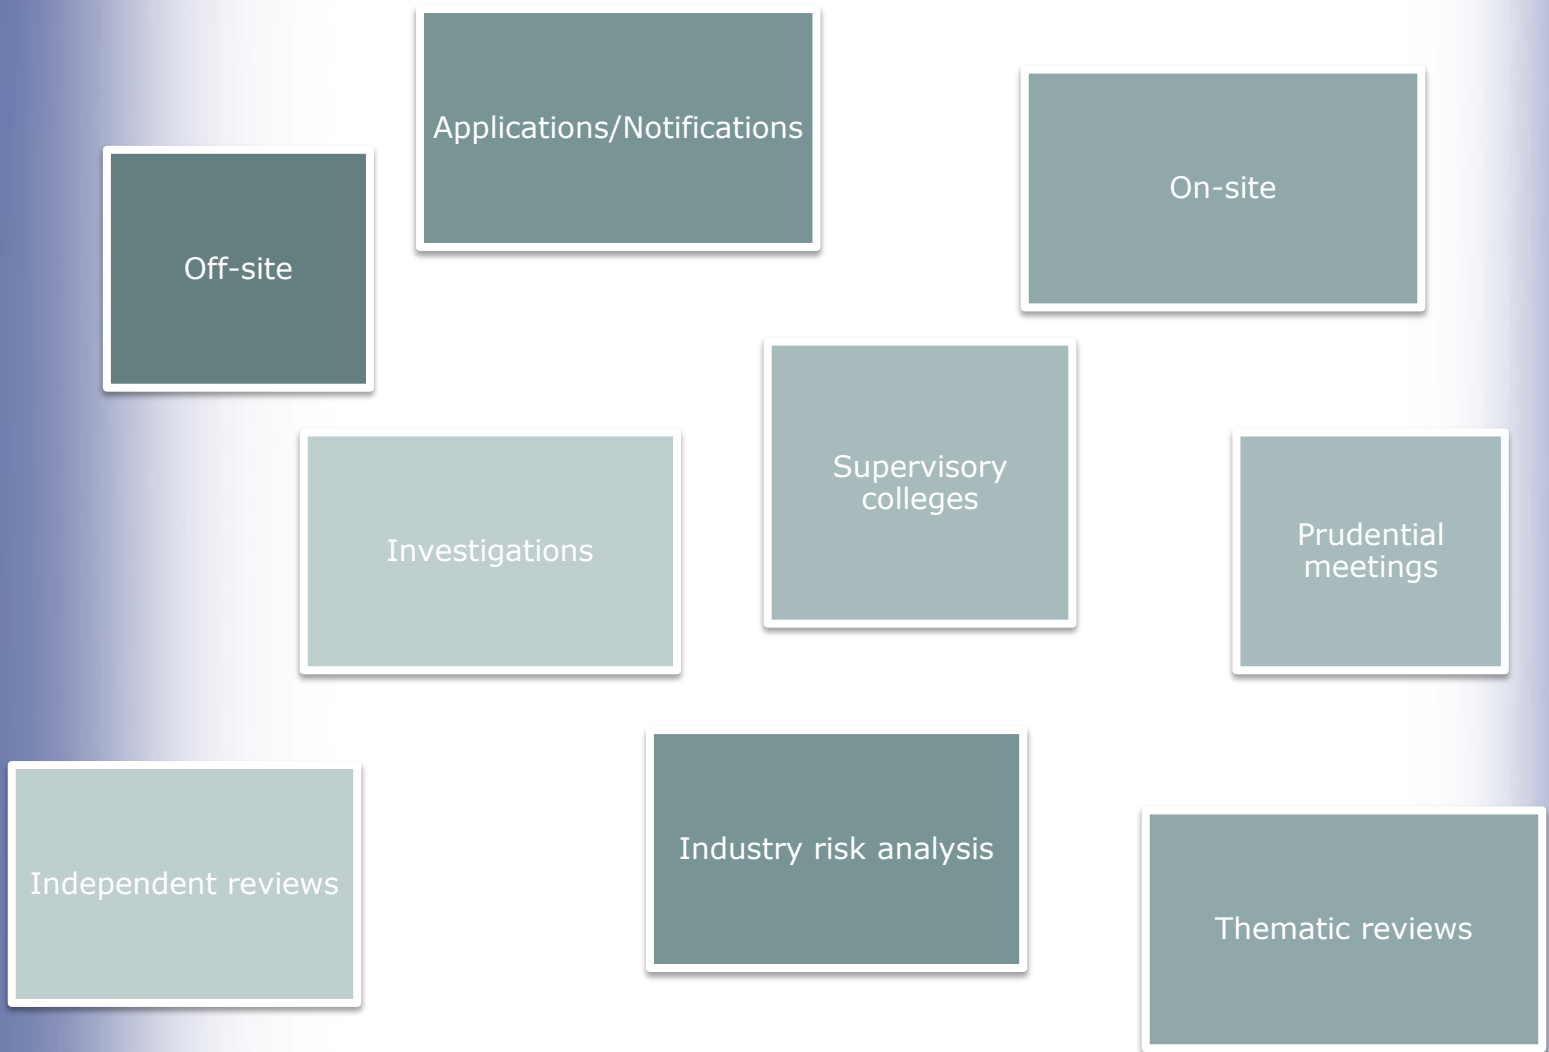 Applications/Notifications
On-site
Off-site
Supervisory
colleges
Investigations
Prudential
meetings
Industry risk analysis
Independent reviews
Thematic reviews